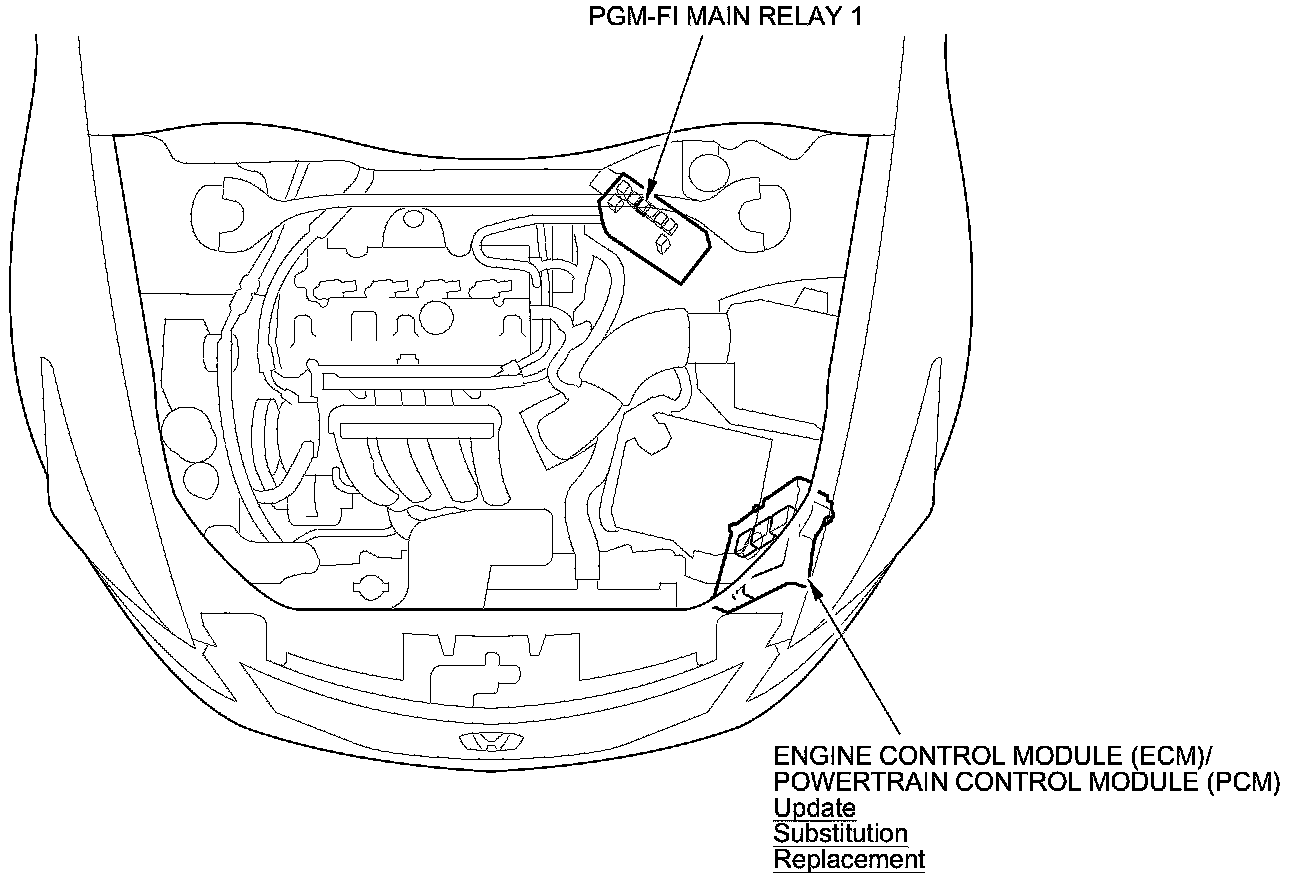 PGM-FI MAIN RELAY 1
ENGINE CONTROL MODULE (ECM)/
POWERTRAIN CONTROL MODULE (PCM)
Update
Substitution
Replacement